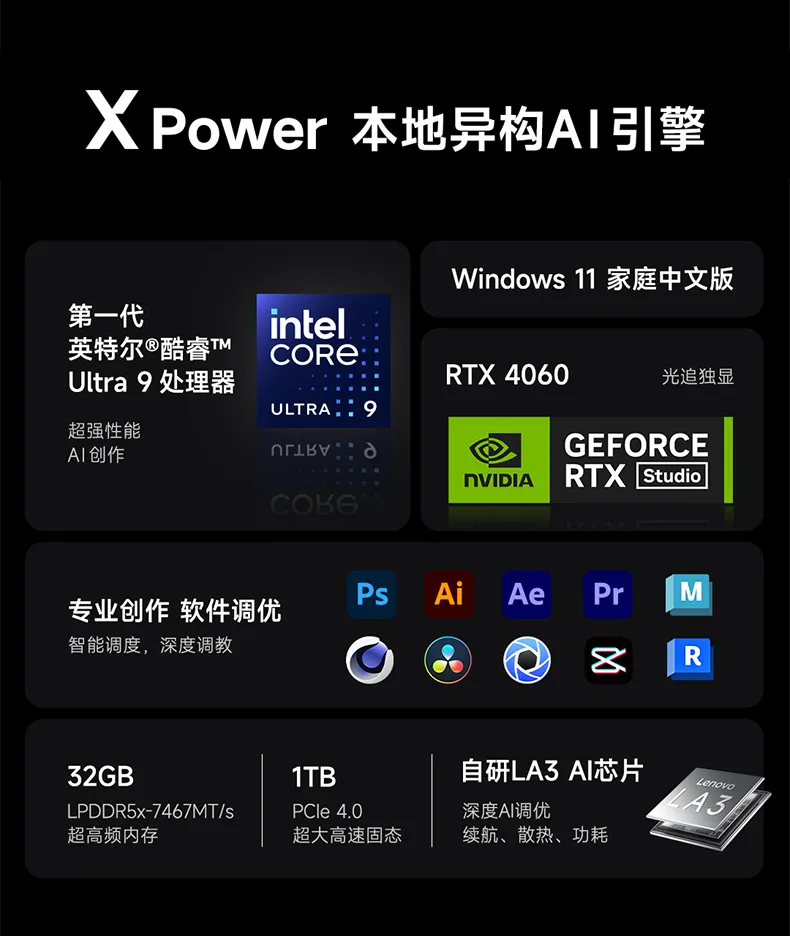 X Power 本地异构AI引擎
第一代
英特尔®酷睿™
Ultra 9 处理器
超强性能
AI创作
intel
CORE
ULTRA 9
Windows 11 家庭中文版
RTX 4060 光追独显
NVIDIA
GEFORCE
RTX Studio
专业创作 软件调优
智能调度，深度调教
Ps Ai Ae Pr M
R
32GB
LPDDR5x-7467MT/s
超高频内存
1TB
PCIe 4.0
超大高速固态
自研LA3 AI芯片
深度AI调优
续航、散热、功耗
Lenovo
LA3